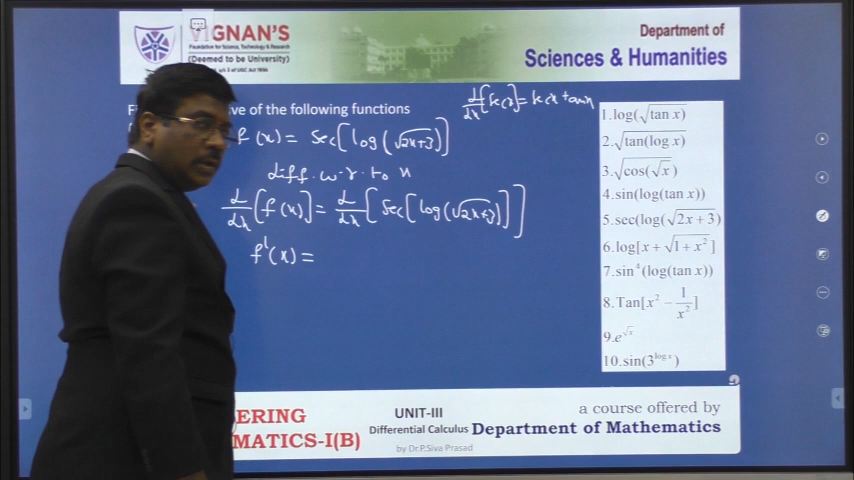 VIGNAN'S
Foundation for Science, Technology & Research
(Deemed to be University)
Department of
Sciences & Humanities
ve of the following functions
d/dx [sec x] = sec x tan x
f(x) = sec[log(√2x+3)]
diff. w.r. to x
d/dx [f(x)] = d/dx [sec[log(√2x+3)]]
f'(x) =
1.log(√tan x)
2.√tan(log x)
3.√cos(√x)
4.sin(log(tan x))
5.sec(log(√2x + 3)
6.log[x + √1 + x²]
7.sin⁴(log(tan x))
8.Tan[x² − 1/x²]
9.e^√x
10.sin(3^log x)
ERING
MATICS-I(B)
UNIT-III
Differential Calculus
by Dr.P.Siva Prasad
a course offered by
Department of Mathematics